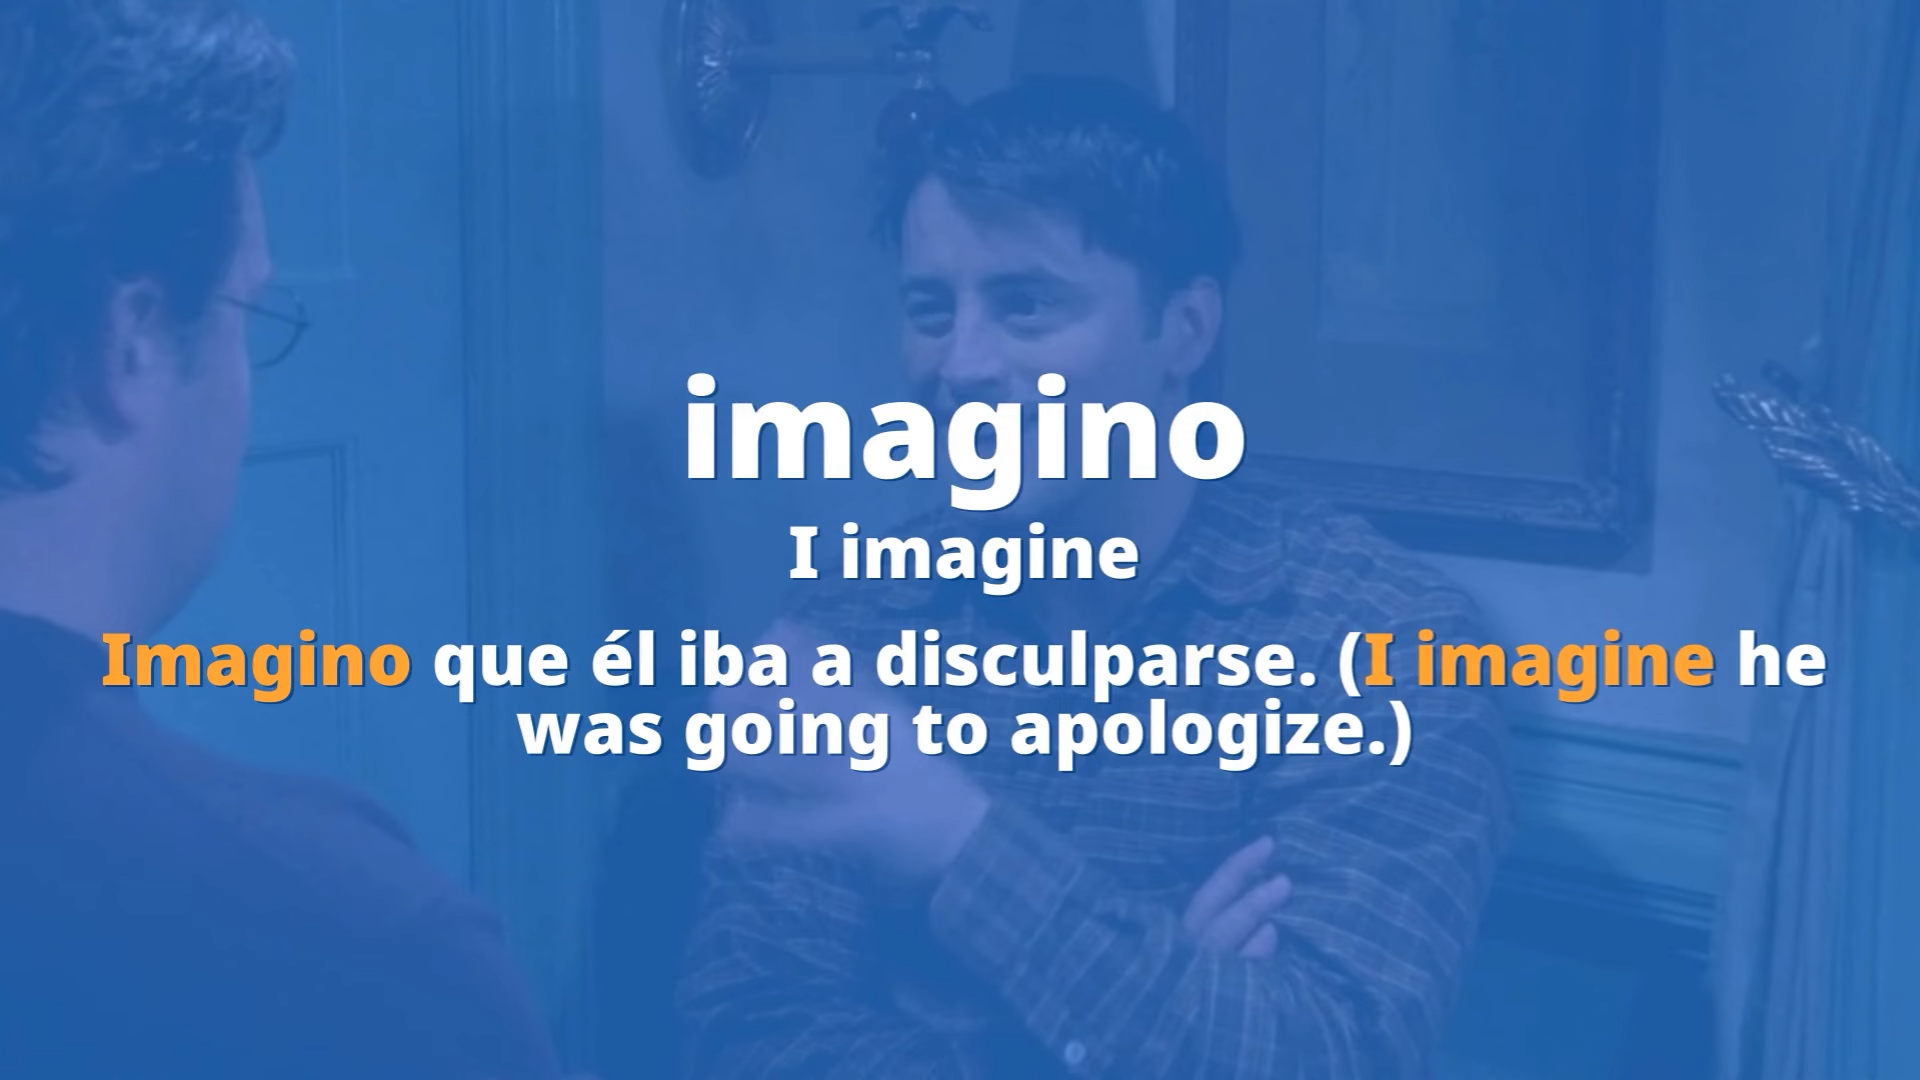 imagino
I imagine
Imagino que él iba a disculparse. (I imagine he
was going to apologize.)